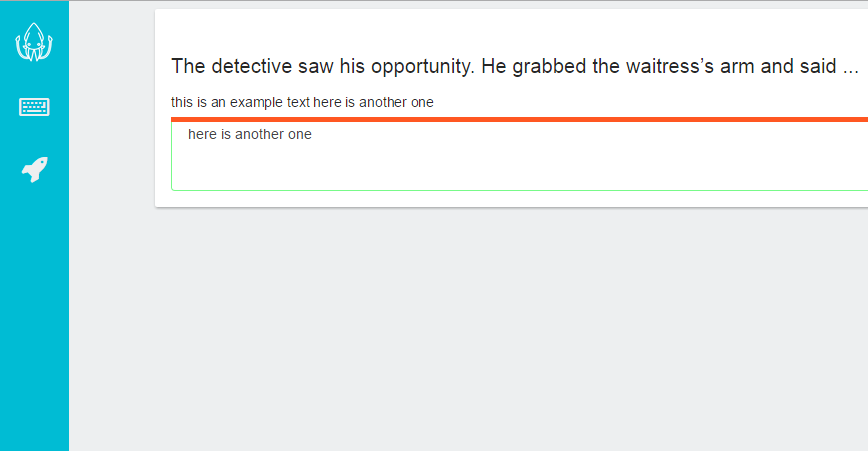 The detective saw his opportunity. He grabbed the waitress’s arm and said ...
this is an example text here is another one
here is another one